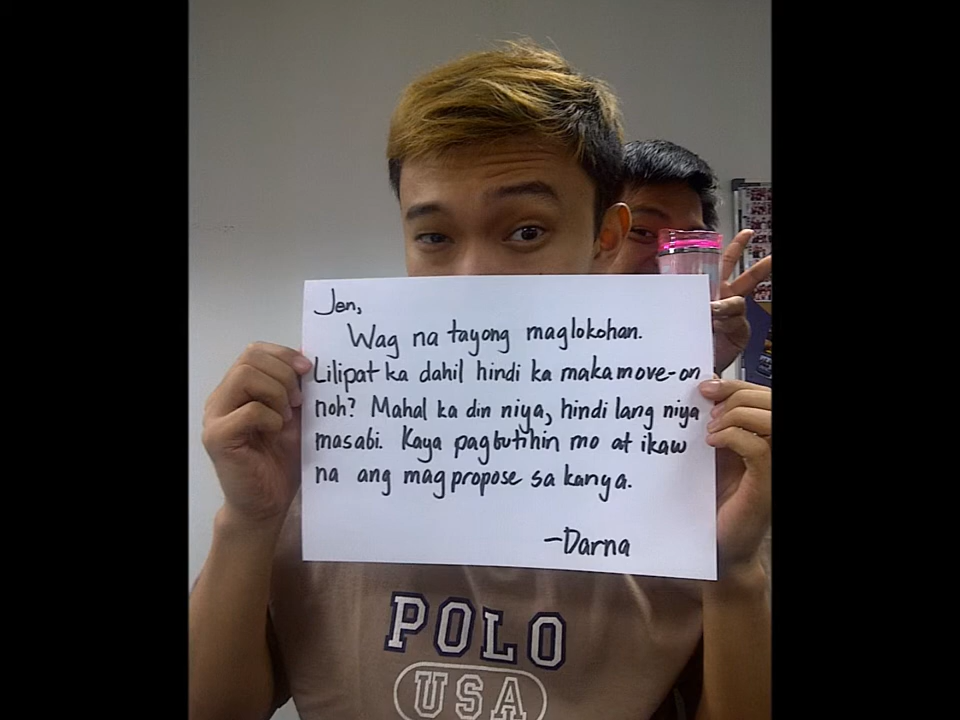 Jen,
Wag na tayong maglokohan.
Lilipat ka dahil hindi ka makamove-on
noh? Mahal ka din niya, hindi lang niya
masabi. Kaya pagbutihin mo at ikaw
na ang magpropose sa kanya.
-Darna
POLO
USA